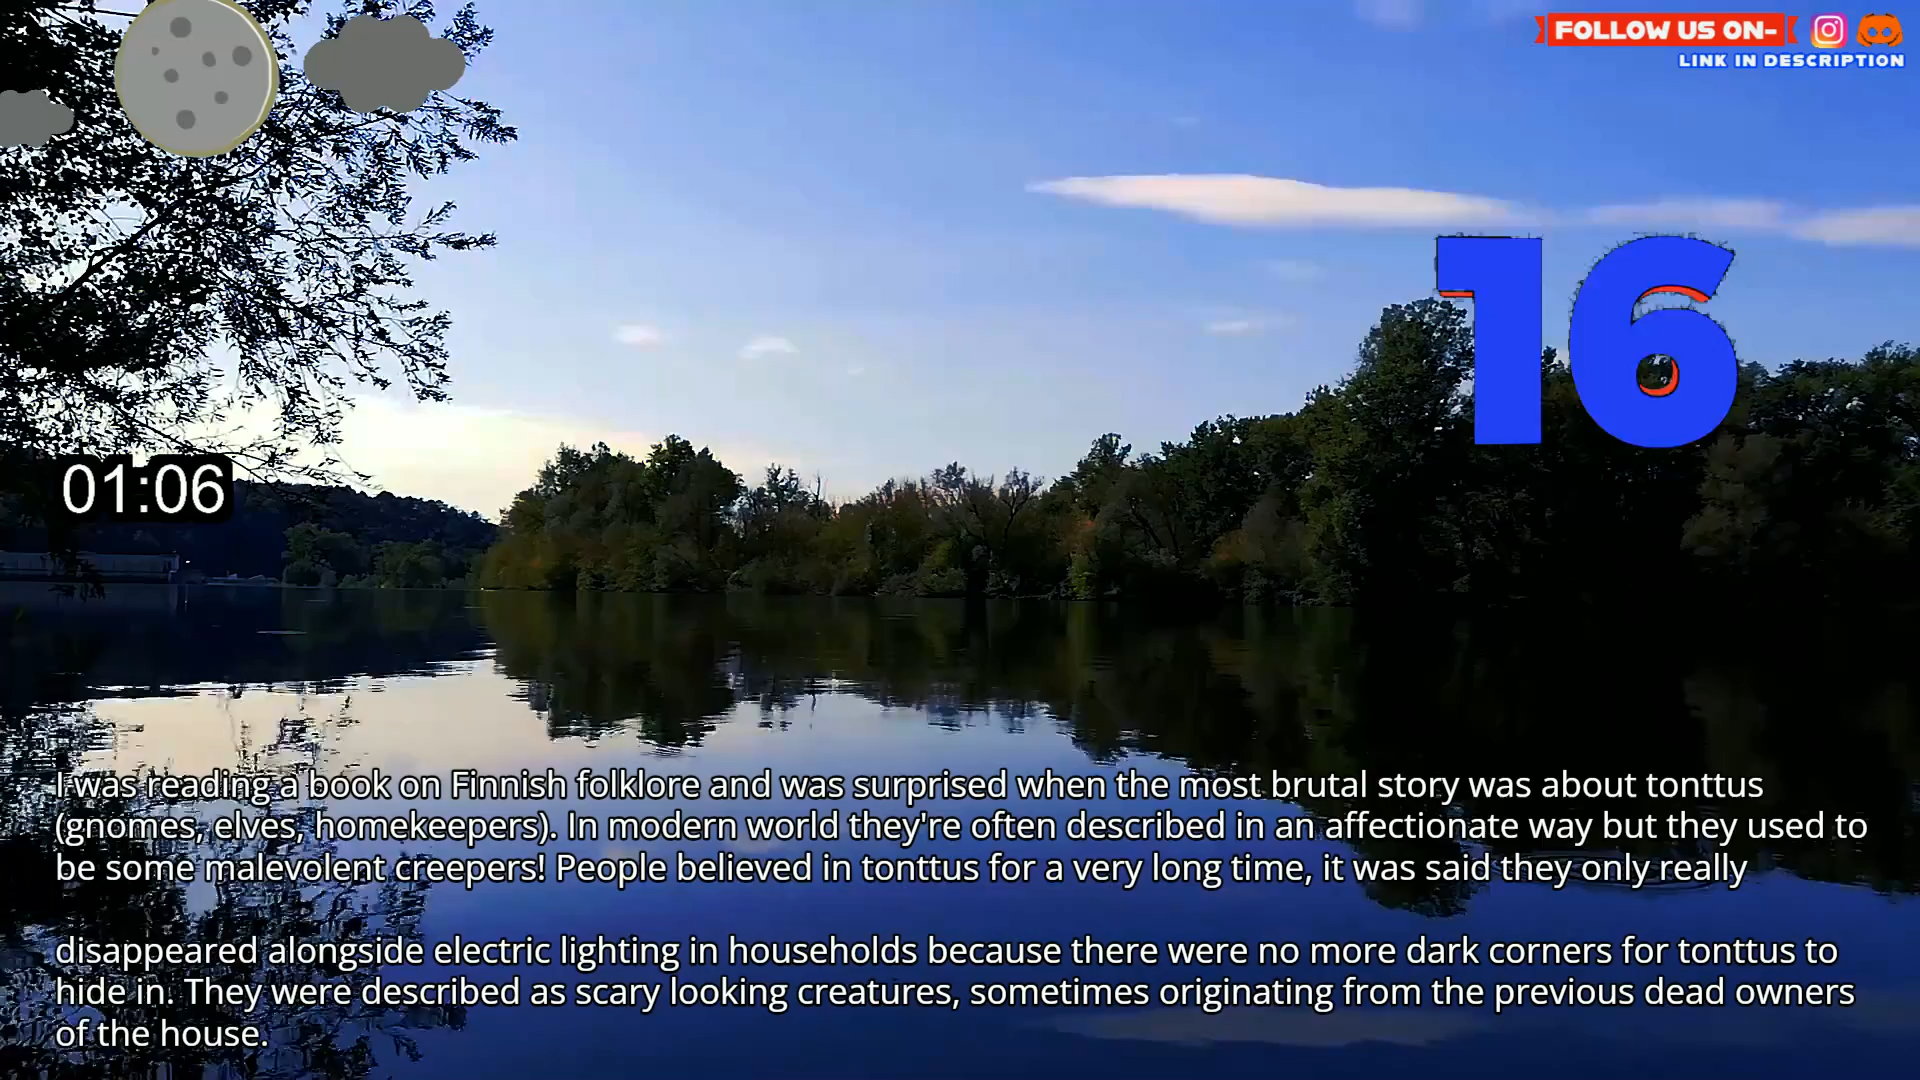 FOLLOW US ON-
LINK IN DESCRIPTION
16
01:06
I was reading a book on Finnish folklore and was surprised when the most brutal story was about tonttus
(gnomes, elves, homekeepers). In modern world they're often described in an affectionate way but they used to
be some malevolent creepers! People believed in tonttus for a very long time, it was said they only really
disappeared alongside electric lighting in households because there were no more dark corners for tonttus to
hide in. They were described as scary looking creatures, sometimes originating from the previous dead owners
of the house.